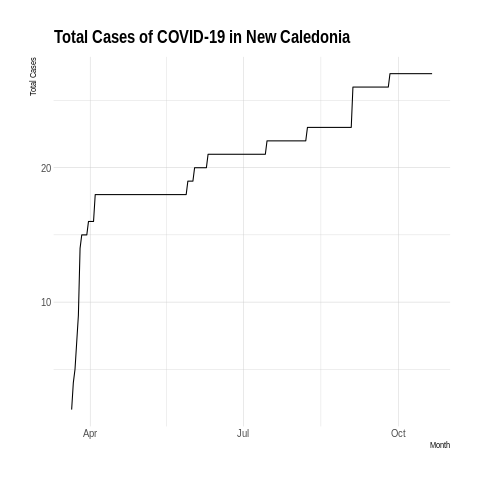 Total Cases of COVID-19 in New Caledonia
Total Cases
20
10
Apr Jul Oct
Month